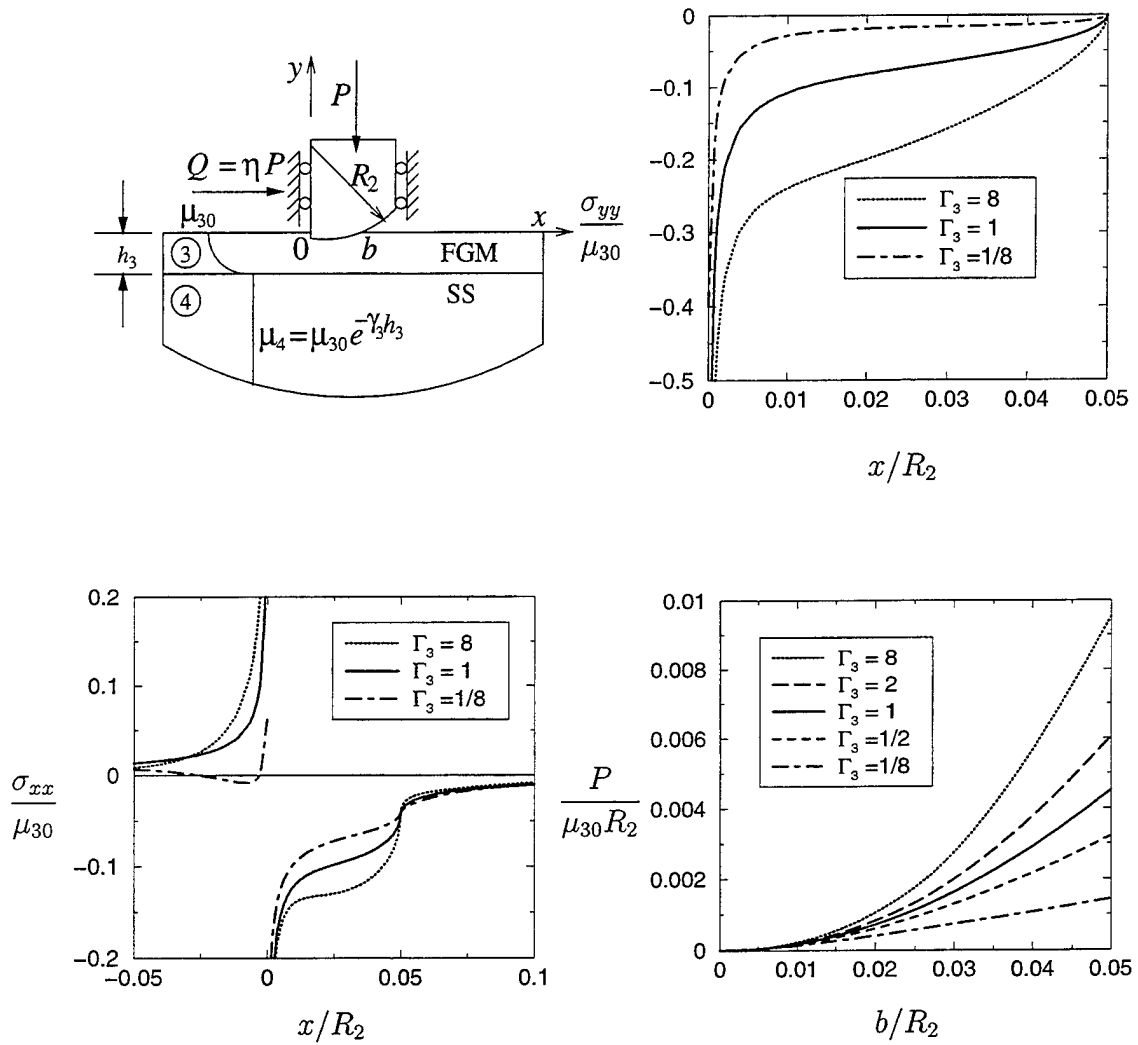 y
P
Q = ηP
R₂
μ₃₀
x
0
b
h₃
③
FGM
④
SS
μ₄ = μ₃₀e^{-γ₃h₃}
σ_yy / μ₃₀
0
−0.1
−0.2
−0.3
−0.4
−0.5
Γ₃ = 8
Γ₃ = 1
Γ₃ =1/8
0 0.01 0.02 0.03 0.04 0.05
x/R₂
σ_xx / μ₃₀
0.2
0.1
0
−0.1
−0.2
Γ₃ = 8
Γ₃ = 1
Γ₃ =1/8
−0.05 0 0.05 0.1
x/R₂
P / μ₃₀R₂
0.01
0.008
0.006
0.004
0.002
0
Γ₃ = 8
Γ₃ = 2
Γ₃ = 1
Γ₃ =1/2
Γ₃ =1/8
0 0.01 0.02 0.03 0.04 0.05
b/R₂